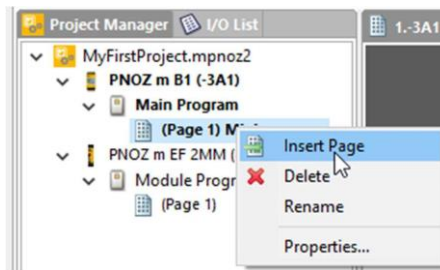 Project Manager I/O List
1.-3A1
MyFirstProject.mpnoz2
PNOZ m B1 (-3A1)
Main Program
(Page 1)
Insert Page
PNOZ m EF 2MM (
Delete
Module Progr
Rename
(Page 1)
Properties...